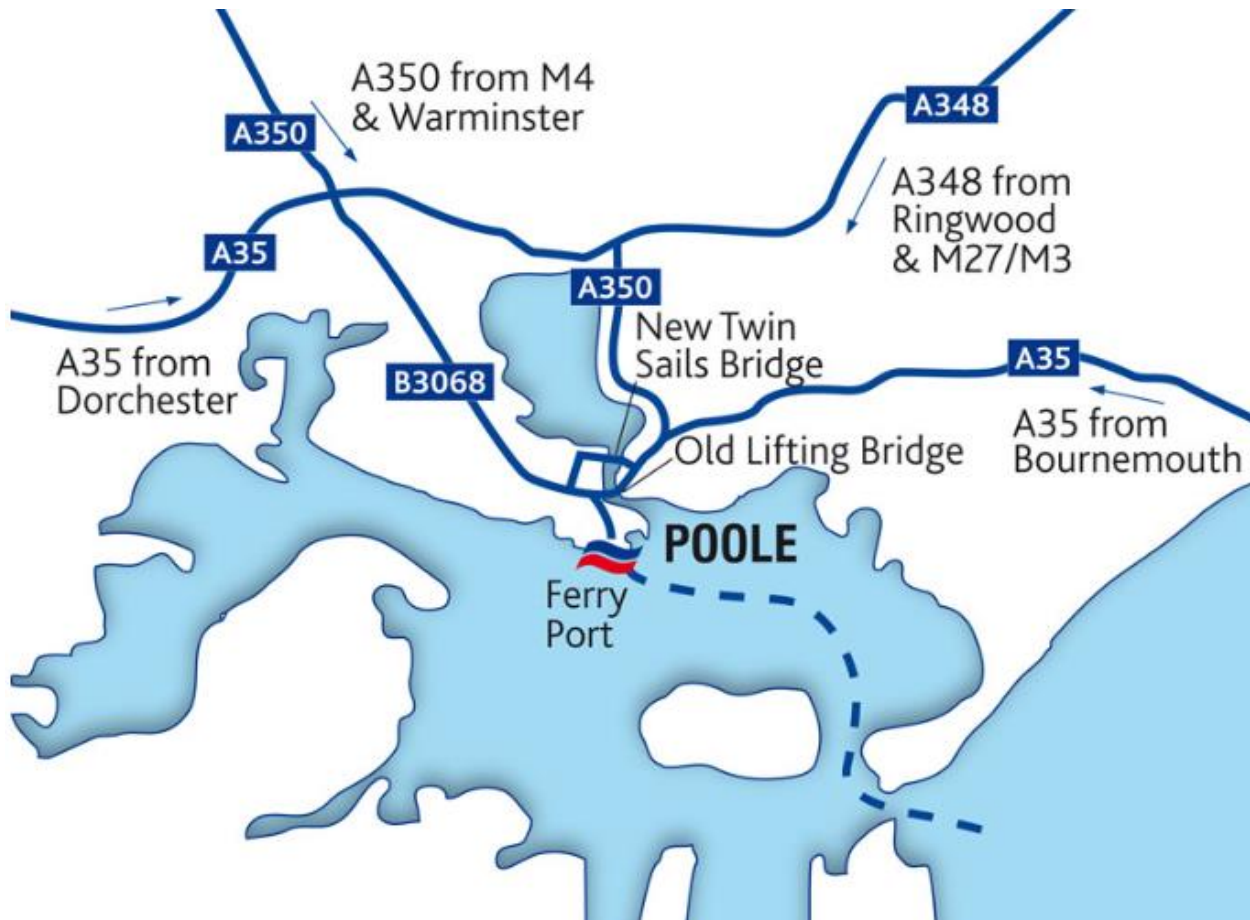 A350 from M4
& Warminster
A350
A348
A348 from
Ringwood
& M27/M3
A35
A350
A35 from
Dorchester
New Twin
Sails Bridge
B3068
A35
A35 from
Bournemouth
Old Lifting Bridge
POOLE
Ferry
Port